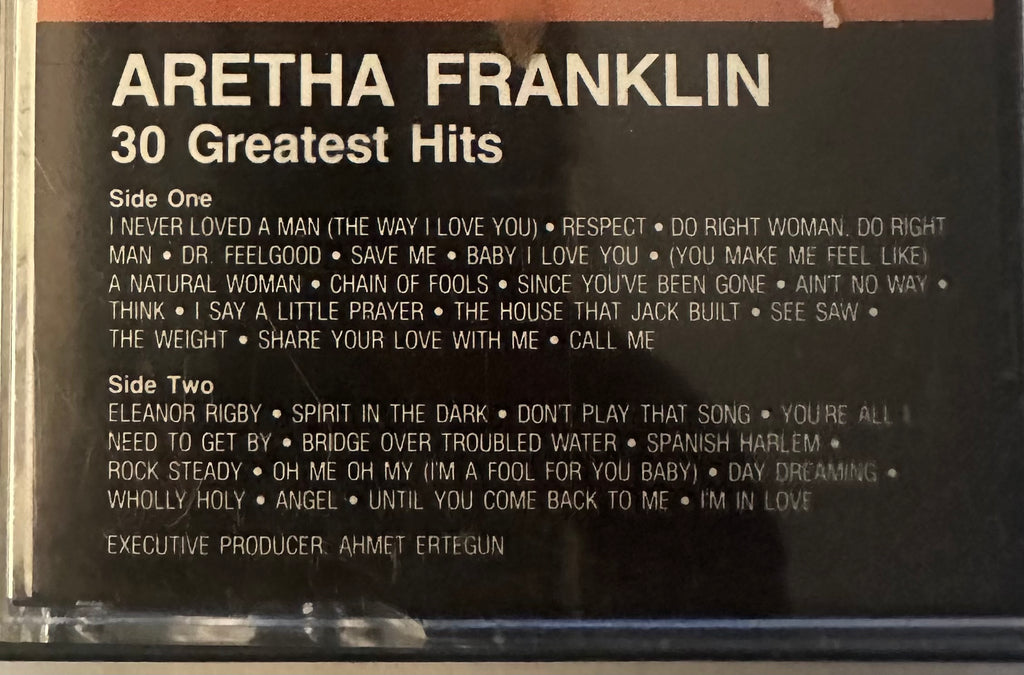 ARETHA FRANKLIN
30 Greatest Hits
Side One
I NEVER LOVED A MAN (THE WAY I LOVE YOU) • RESPECT • DO RIGHT WOMAN, DO RIGHT
MAN • DR. FEELGOOD • SAVE ME • BABY I LOVE YOU • (YOU MAKE ME FEEL LIKE)
A NATURAL WOMAN • CHAIN OF FOOLS • SINCE YOU'VE BEEN GONE • AIN'T NO WAY •
THINK • I SAY A LITTLE PRAYER • THE HOUSE THAT JACK BUILT • SEE SAW •
THE WEIGHT • SHARE YOUR LOVE WITH ME • CALL ME
Side Two
ELEANOR RIGBY • SPIRIT IN THE DARK • DON'T PLAY THAT SONG • YOU'RE ALL I
NEED TO GET BY • BRIDGE OVER TROUBLED WATER • SPANISH HARLEM •
ROCK STEADY • OH ME OH MY (I'M A FOOL FOR YOU BABY) • DAY DREAMING •
WHOLLY HOLY • ANGEL • UNTIL YOU COME BACK TO ME • I'M IN LOVE
EXECUTIVE PRODUCER: AHMET ERTEGUN